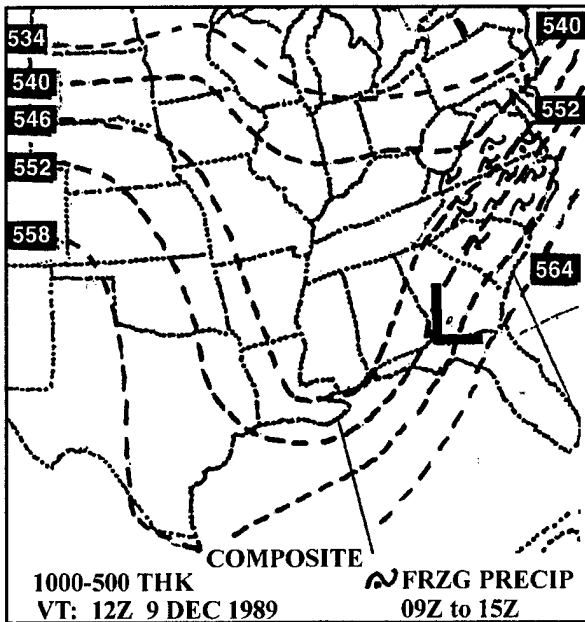 534
540
540
546
552
552
558
564
L
COMPOSITE
1000-500 THK
FRZG PRECIP
VT: 12Z 9 DEC 1989
09Z to 15Z